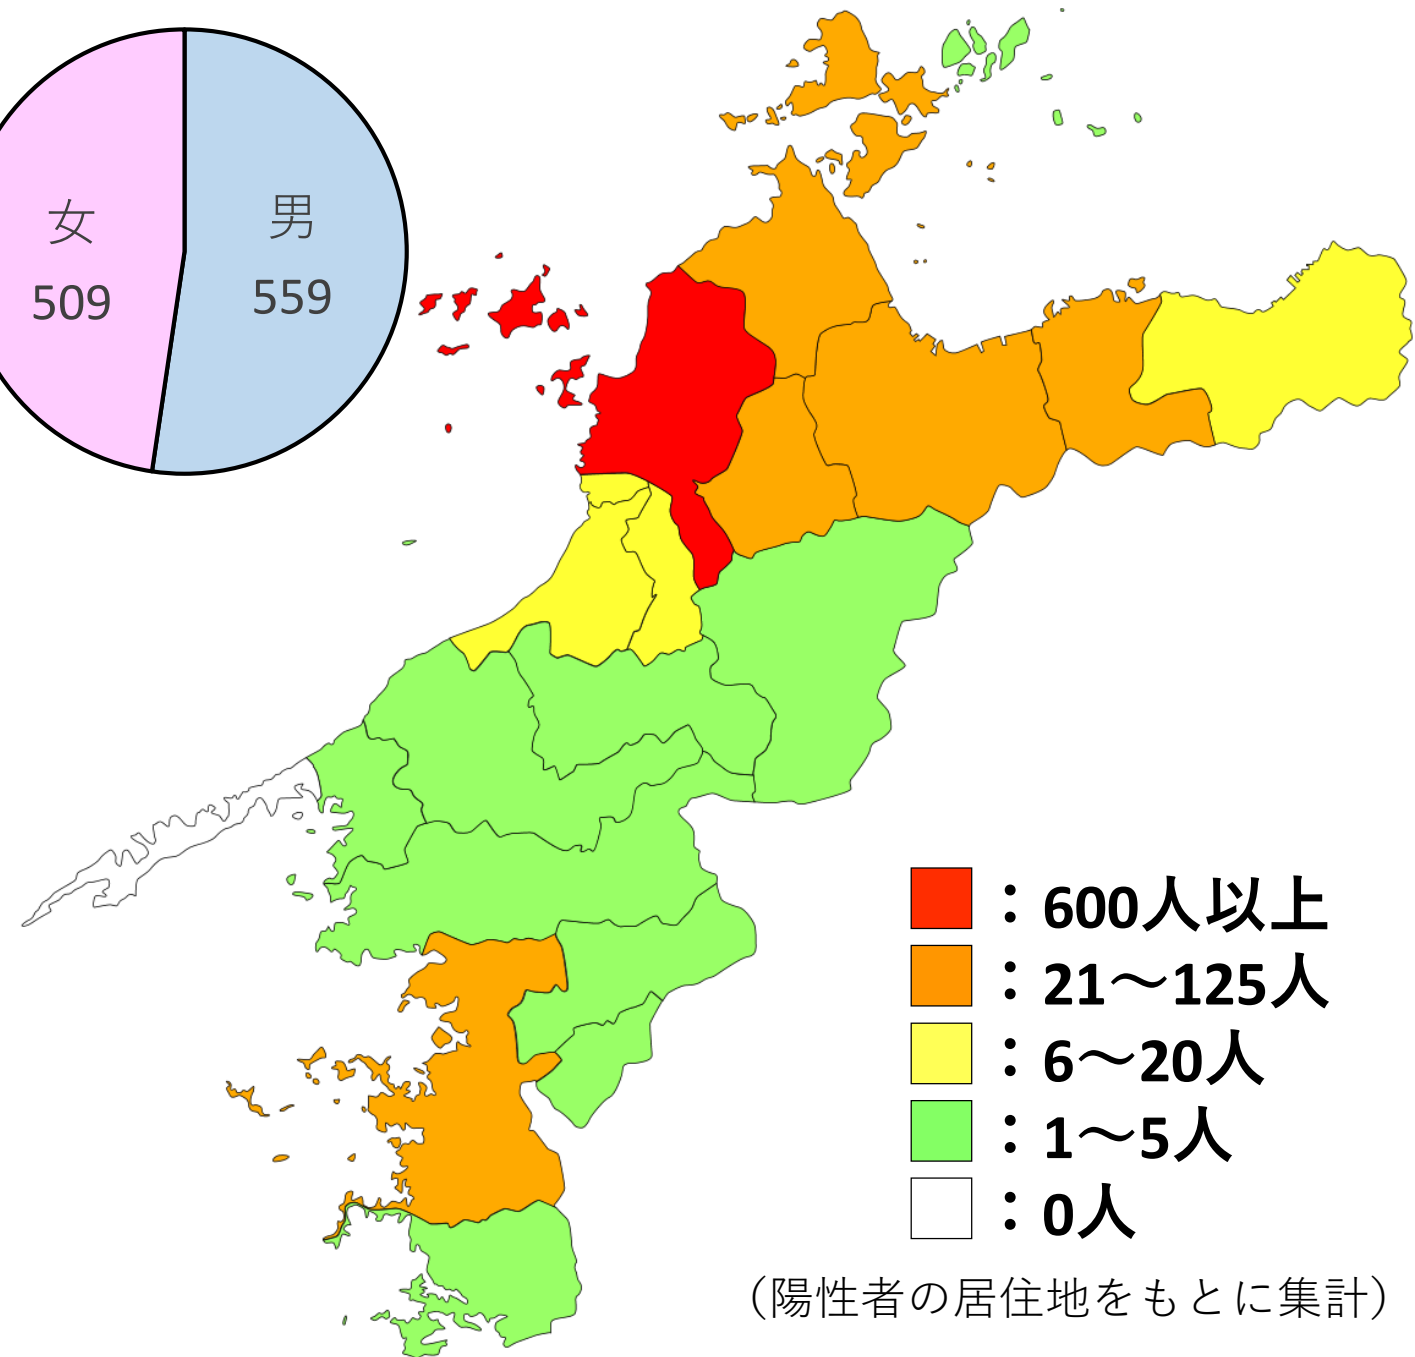 女
509
男
559
：600人以上
：21～125人
：6～20人
：1～5人
：0人
（陽性者の居住地をもとに集計）